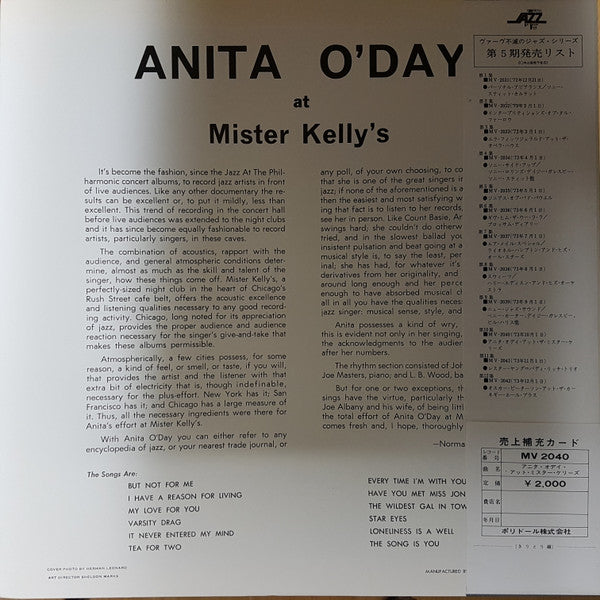 ANITA O'DAY
at
Mister Kelly's
It's become the fashion, since the Jazz At The Phil-
harmonic concert albums, to record jazz artists in front
of live audiences. Like any other documentary the re-
sults can be excellent or, to put it mildly, less than
excellent. This trend of recording in the concert hall
before live audiences was extended to the night clubs
and it has since become equally fashionable to record
artists, particularly singers, in these caves.
The combination of acoustics, rapport with the
audience, and general atmospheric conditions deter-
mine, almost as much as the skill and talent of the
singer, how these things come off. Mister Kelly's, a
perfectly-sized night club in the heart of Chicago's
Rush Street cafe belt, offers the acoustic excellence
and listening qualities necessary to any good record-
ing activity. Chicago, long noted for its appreciation
of jazz, provides the proper audience and audience
reaction necessary for the singer's give-and-take that
makes these albums permissible.
Atmospherically, a few cities possess, for some
reason, a kind of feel, or smell, or taste, if you will,
that provides the artist and the listener with that
extra bit of electricity that is, though indefinable,
necessary for the plus-effort. New York has it; San
Francisco has it; and Chicago has a large measure of
it. Thus, all the necessary ingredients were there for
Anita's effort at Mister Kelly's.
With Anita O'Day you can either refer to any
encyclopedia of jazz, or your nearest trade journal, or
any poll, of your own choosing, to co
that she is one of the great singers it
jazz; if none of the aforementioned is a
then the easiest and most satisfying w
ing that fact is to listen to her records,
see her in person. Like Count Basie, Ar
swings hard; she couldn't do otherw
tried, and in the slowest ballad you
insistent pulsation and beat going at a
musical style is, to say the least, per
inal; she has had, for whatever it's
derivatives from her originality, and
around long enough and her perc
enough to have absorbed musical d
all in all you have the qualities neces
jazz singer: musical sense, style, and
Anita possesses a kind of wry,
this is evident not only in her singing,
the acknowledgments to the audien
after her numbers.
The rhythm section consisted of Joh
Joe Masters, piano; and L. B. Wood, ba
But for one or two exceptions, th
sings have the virtue, particularly th
Joe Albany and his wife, of being littl
the total effort of Anita O'Day at M
comes fresh and, I hope, thoroughly
—Norma
The Songs Are:
BUT NOT FOR ME
I HAVE A REASON FOR LIVING
MY LOVE FOR YOU
VARSITY DRAG
IT NEVER ENTERED MY MIND
TEA FOR TWO
EVERY TIME I'M WITH YOU
HAVE YOU MET MISS JON
THE WILDEST GAL IN TOW
STAR EYES
LONELINESS IS A WELL
THE SONG IS YOU
COVER PHOTO BY HERMAN LEONARD
ART DIRECTOR SHELDON MARKS
MANUFACTURED B
JAZZ
ヴァーヴ不滅のジャズ・シリーズ
第5期発売リスト
売上補充カード
レコード番号 MV 2040
曲名 アニタ・オデイ・アット・ミスター・ケリーズ
定価 ¥2,000
貴店名
年月日
ポリドール株式会社